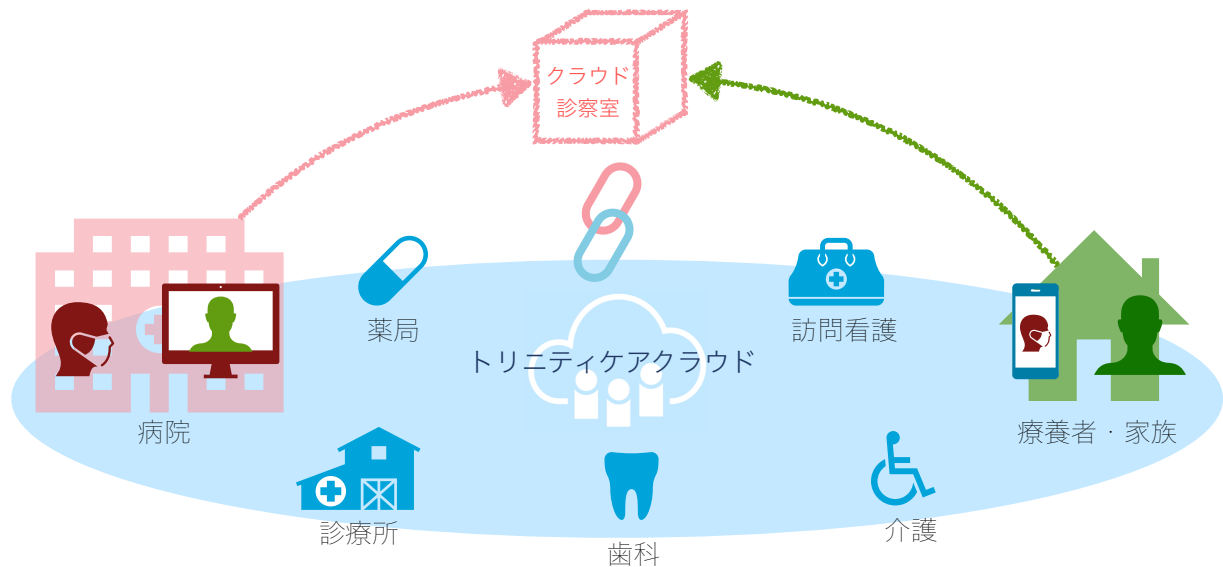 クラウド
診察室
薬局
訪問看護
トリニティケアクラウド
病院
療養者・家族
診療所
歯科
介護